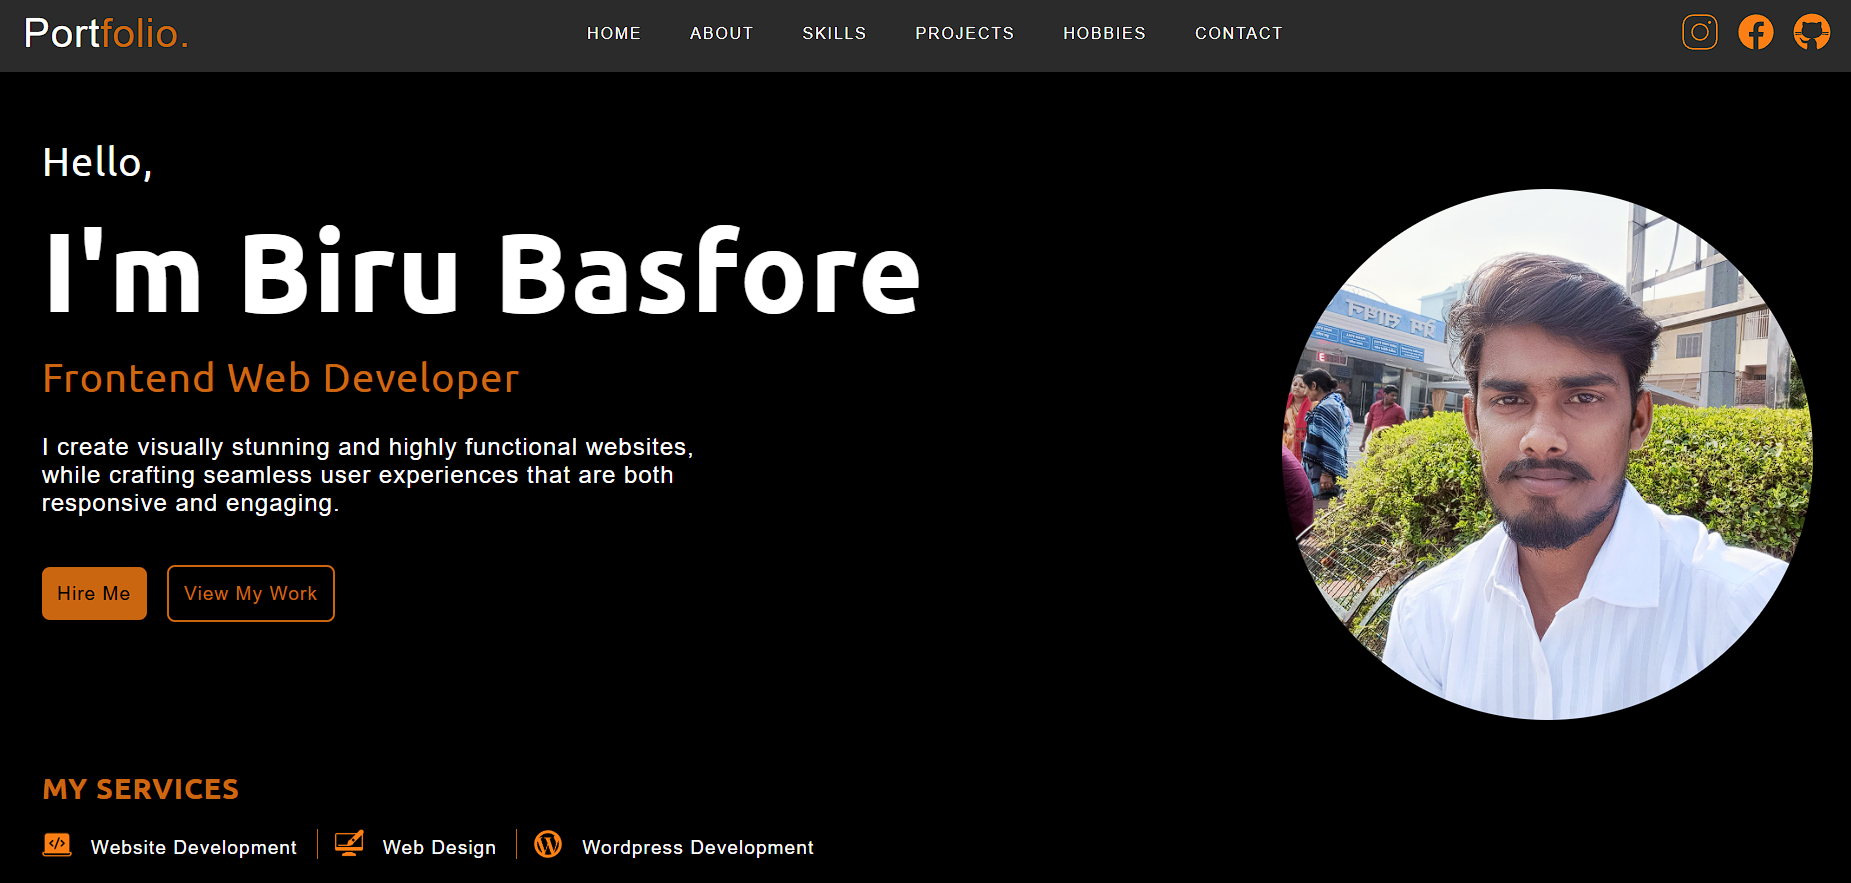 Portfolio.
HOME ABOUT SKILLS PROJECTS HOBBIES CONTACT
Hello,
I'm Biru Basfore
Frontend Web Developer
I create visually stunning and highly functional websites,
while crafting seamless user experiences that are both
responsive and engaging.
Hire Me View My Work
E
MY SERVICES
Website Development Web Design Wordpress Development